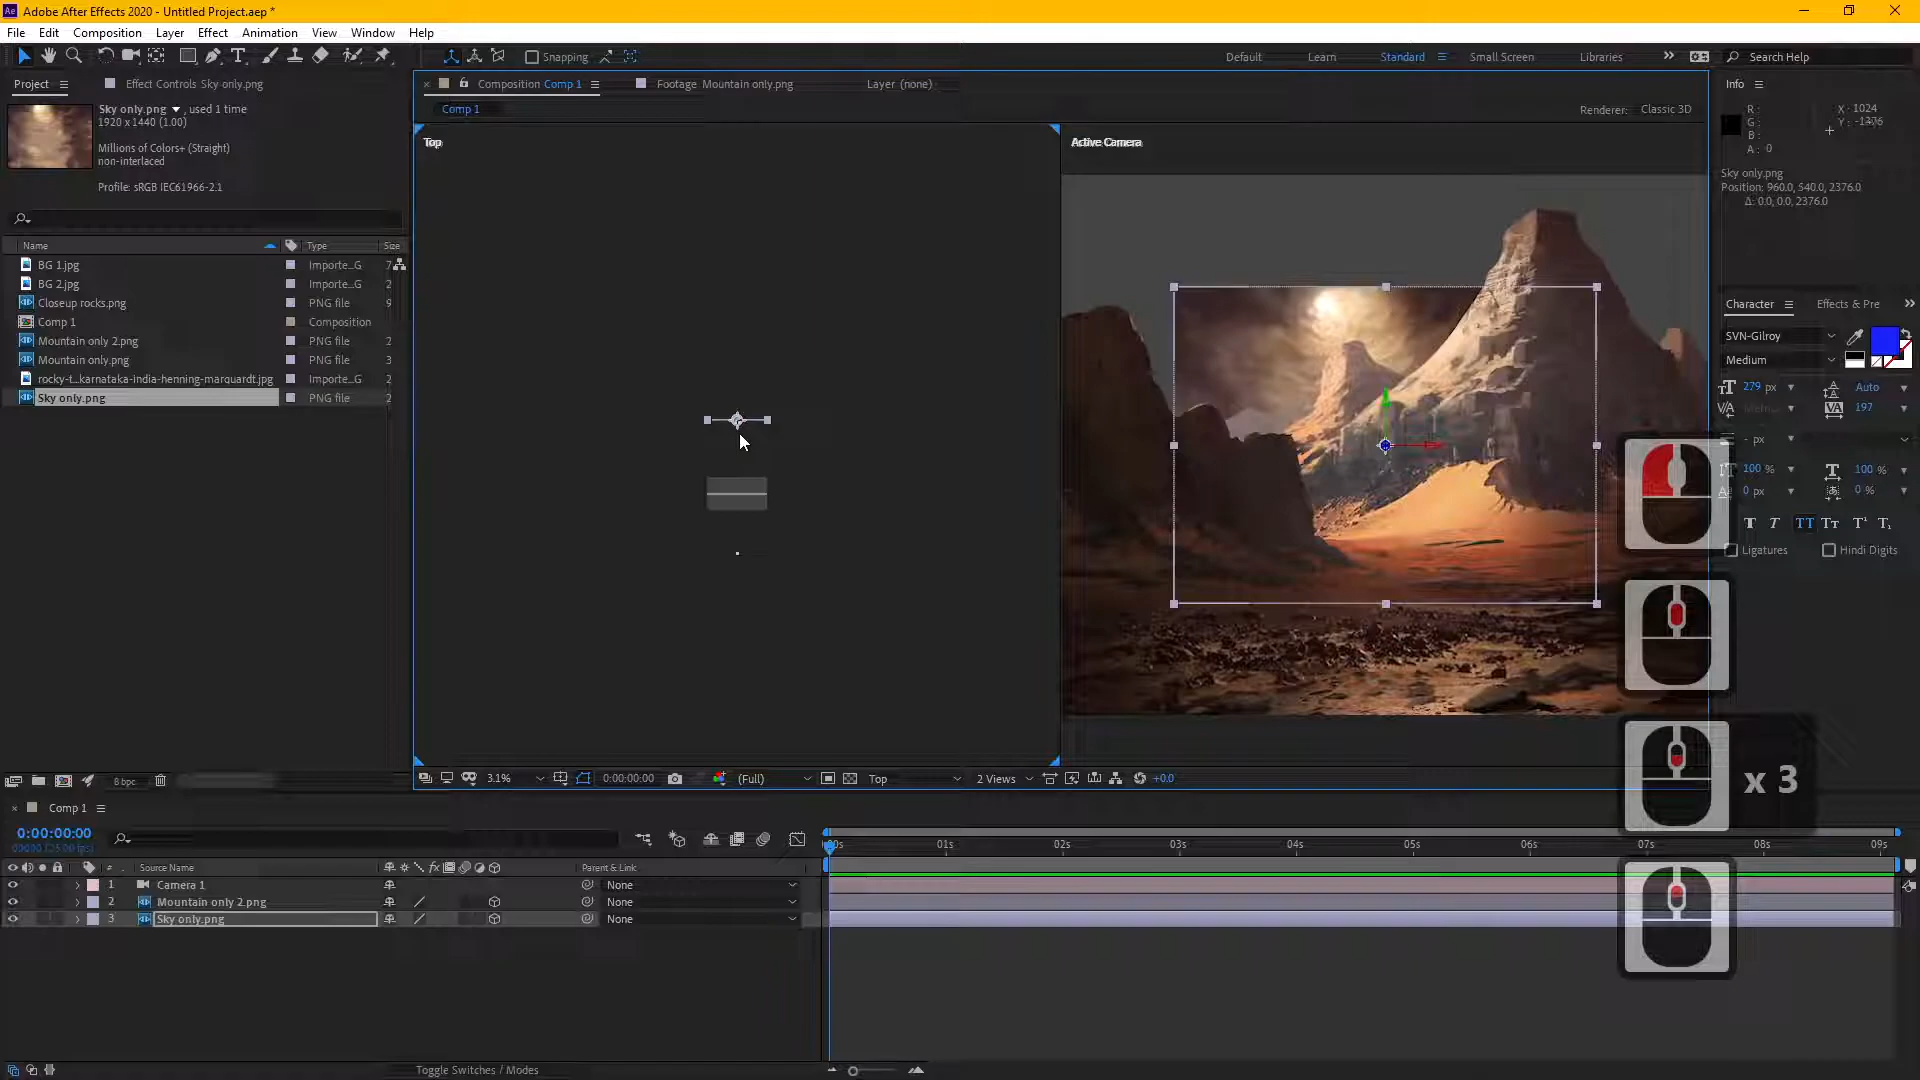 Ae Adobe After Effects 2020 - Untitled Project.aep *
File Edit Composition Layer Effect Animation View Window Help
Snapping Default Learn Standard Small Screen Libraries Search Help
Project Effect Controls Sky only.png
Composition Comp 1 Footage Mountain only.png Layer (none)
Info
Sky only.png , used 1 time
1920 x 1440 (1.00)
Millions of Colors+ (Straight)
non-interlaced
Profile: sRGB IEC61966-2.1
Comp 1
Renderer: Classic 3D
Top
Active Camera
R :
G :
B :
A : 0
X : 1024
Sky only.png
Position: 960.0, 540.0, 2376.0
Δ: 0.0, 0.0, 2376.0
Name Type Size
BG 1.jpg Importe...G 7
BG 2.jpg Importe...G 2
Closeup rocks.png PNG file 9
Comp 1 Composition
Mountain only 2.png PNG file 2
Mountain only.png PNG file 3
rocky-t...karnataka-india-henning-marquardt.jpg Importe...G 2
Sky only.png PNG file 2
Character Effects & Pre
SVN-Gilroy
Medium
279 px Auto
197
- px
100 % 100 %
0 px 0 %
T T TT Tт T¹ T₁
Ligatures Hindi Digits
x 3
8 bpc
3.1% 0:00:00:00 (Full) Top 2 Views +0.0
Comp 1
0:00:00:00
00000 (25.00 fps)
# Source Name fx Parent & Link
1 Camera 1 None
2 Mountain only 2.png None
3 Sky only.png None
00s 01s 02s 03s 04s 05s 06s 07s 08s 09s
Toggle Switches / Modes